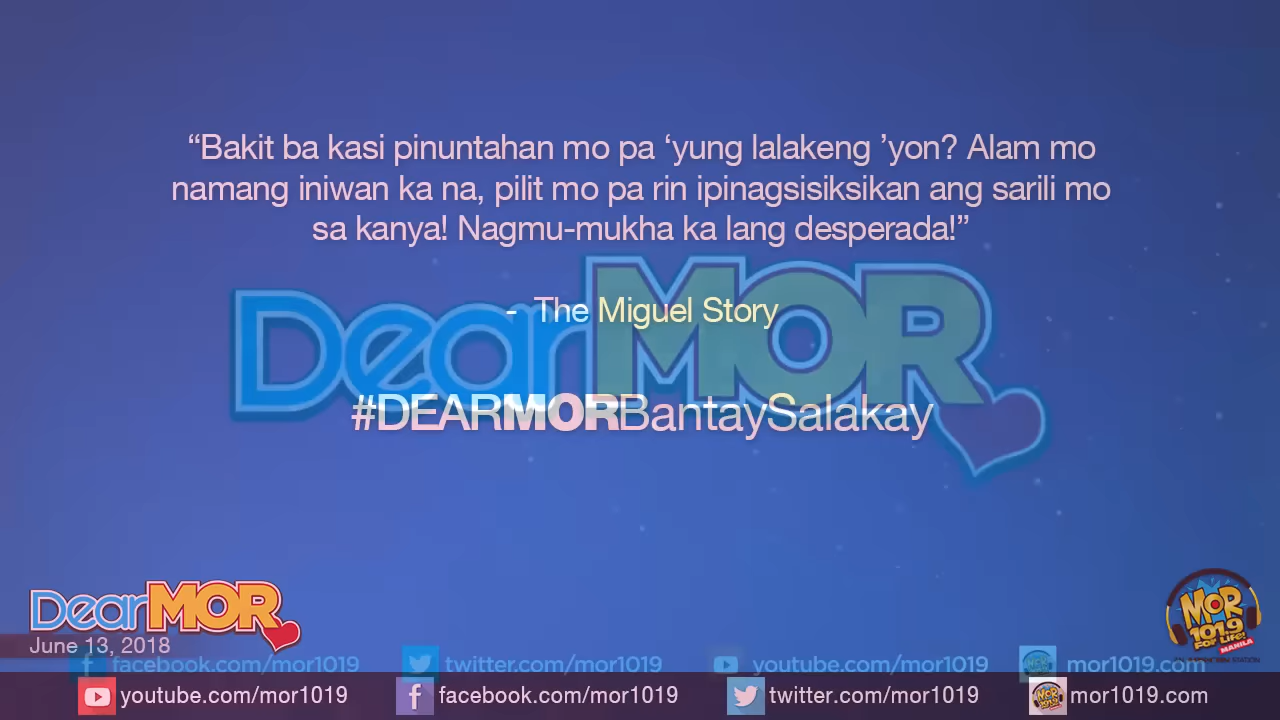 “Bakit ba kasi pinuntahan mo pa ‘yung lalakeng ’yon? Alam mo
namang iniwan ka na, pilit mo pa rin ipinagsisiksikan ang sarili mo
sa kanya! Nagmu-mukha ka lang desperada!”
- The Miguel Story
DearMOR
#DEARMORBantaySalakay
DearMOR
June 13, 2018
MOR
101.9
FOR LIFE!
MANILA
facebook.com/mor1019 twitter.com/mor1019 youtube.com/mor1019 mor1019.com
youtube.com/mor1019 facebook.com/mor1019 twitter.com/mor1019 mor1019.com